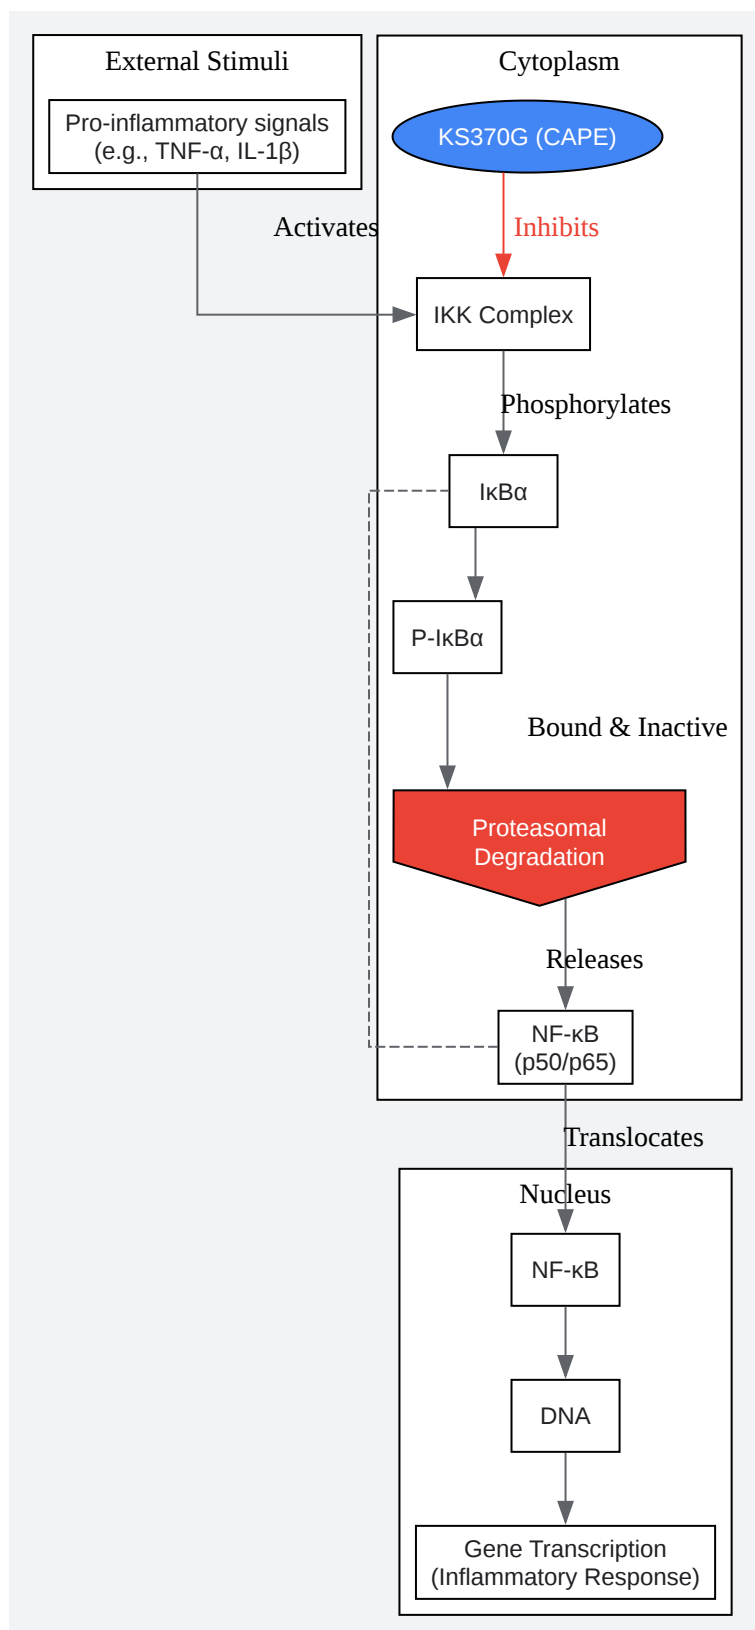 External Stimuli
Pro-inflammatory signals
(e.g., TNF-α, IL-1β)
Cytoplasm
KS370G (CAPE)
Activates
Inhibits
IKK Complex
Phosphorylates
IκBα
P-IκBα
Bound & Inactive
Proteasomal
Degradation
Releases
NF-κB
(p50/p65)
Translocates
Nucleus
NF-κB
DNA
Gene Transcription
(Inflammatory Response)